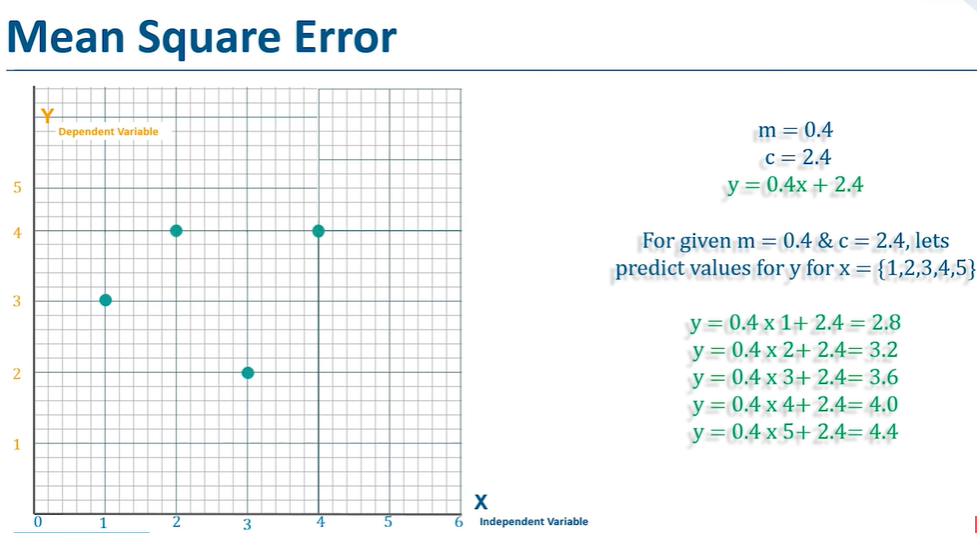 Mean Square Error
Y
Dependent Variable
5
4
3
2
1
0 1 2 3 4 5 6
X
Independent Variable
m = 0.4
c = 2.4
y = 0.4x + 2.4
For given m = 0.4 & c = 2.4, lets
predict values for y for x = {1,2,3,4,5}
y = 0.4 x 1+ 2.4 = 2.8
y = 0.4 x 2+ 2.4= 3.2
y = 0.4 x 3+ 2.4= 3.6
y = 0.4 x 4+ 2.4= 4.0
y = 0.4 x 5+ 2.4= 4.4